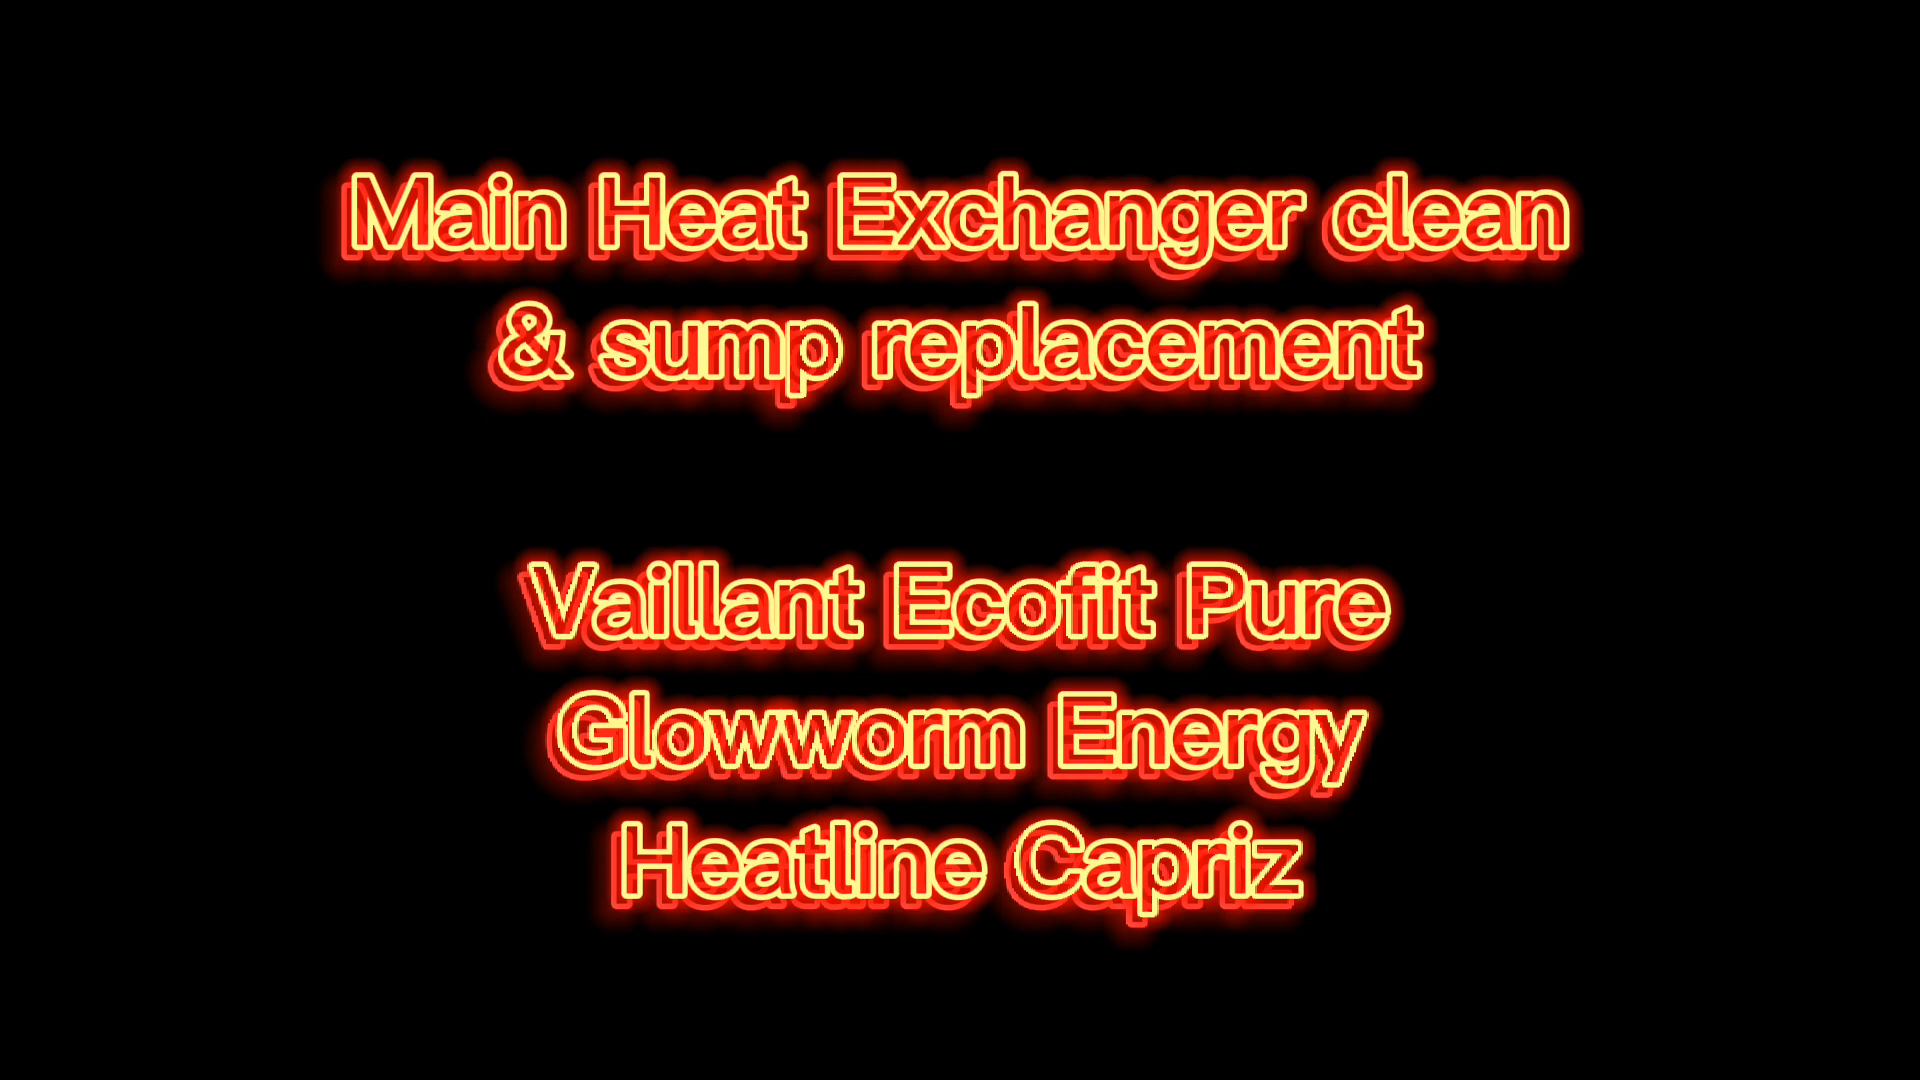 Main Heat Exchanger clean
& sump replacement
Vaillant Ecofit Pure
Glowworm Energy
Heatline Capriz